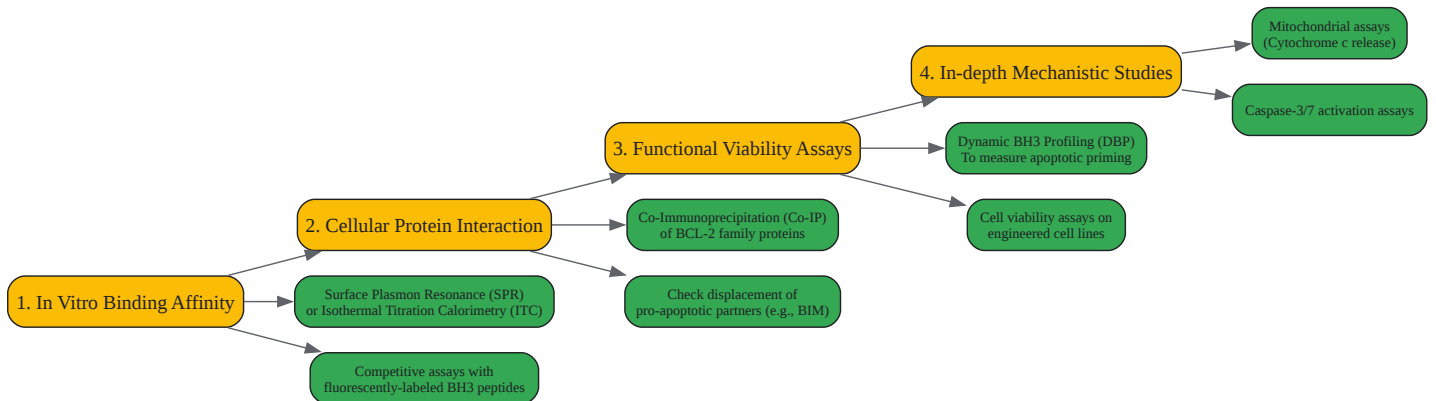 Mitochondrial assays
(Cytochrome c release)
4. In-depth Mechanistic Studies
Caspase-3/7 activation assays
3. Functional Viability Assays
Dynamic BH3 Profiling (DBP)
To measure apoptotic priming
2. Cellular Protein Interaction
Co-Immunoprecipitation (Co-IP)
of BCL-2 family proteins
Cell viability assays on
engineered cell lines
1. In Vitro Binding Affinity
Surface Plasmon Resonance (SPR)
or Isothermal Titration Calorimetry (ITC)
Check displacement of
pro-apoptotic partners (e.g., BIM)
Competitive assays with
fluorescently-labeled BH3 peptides